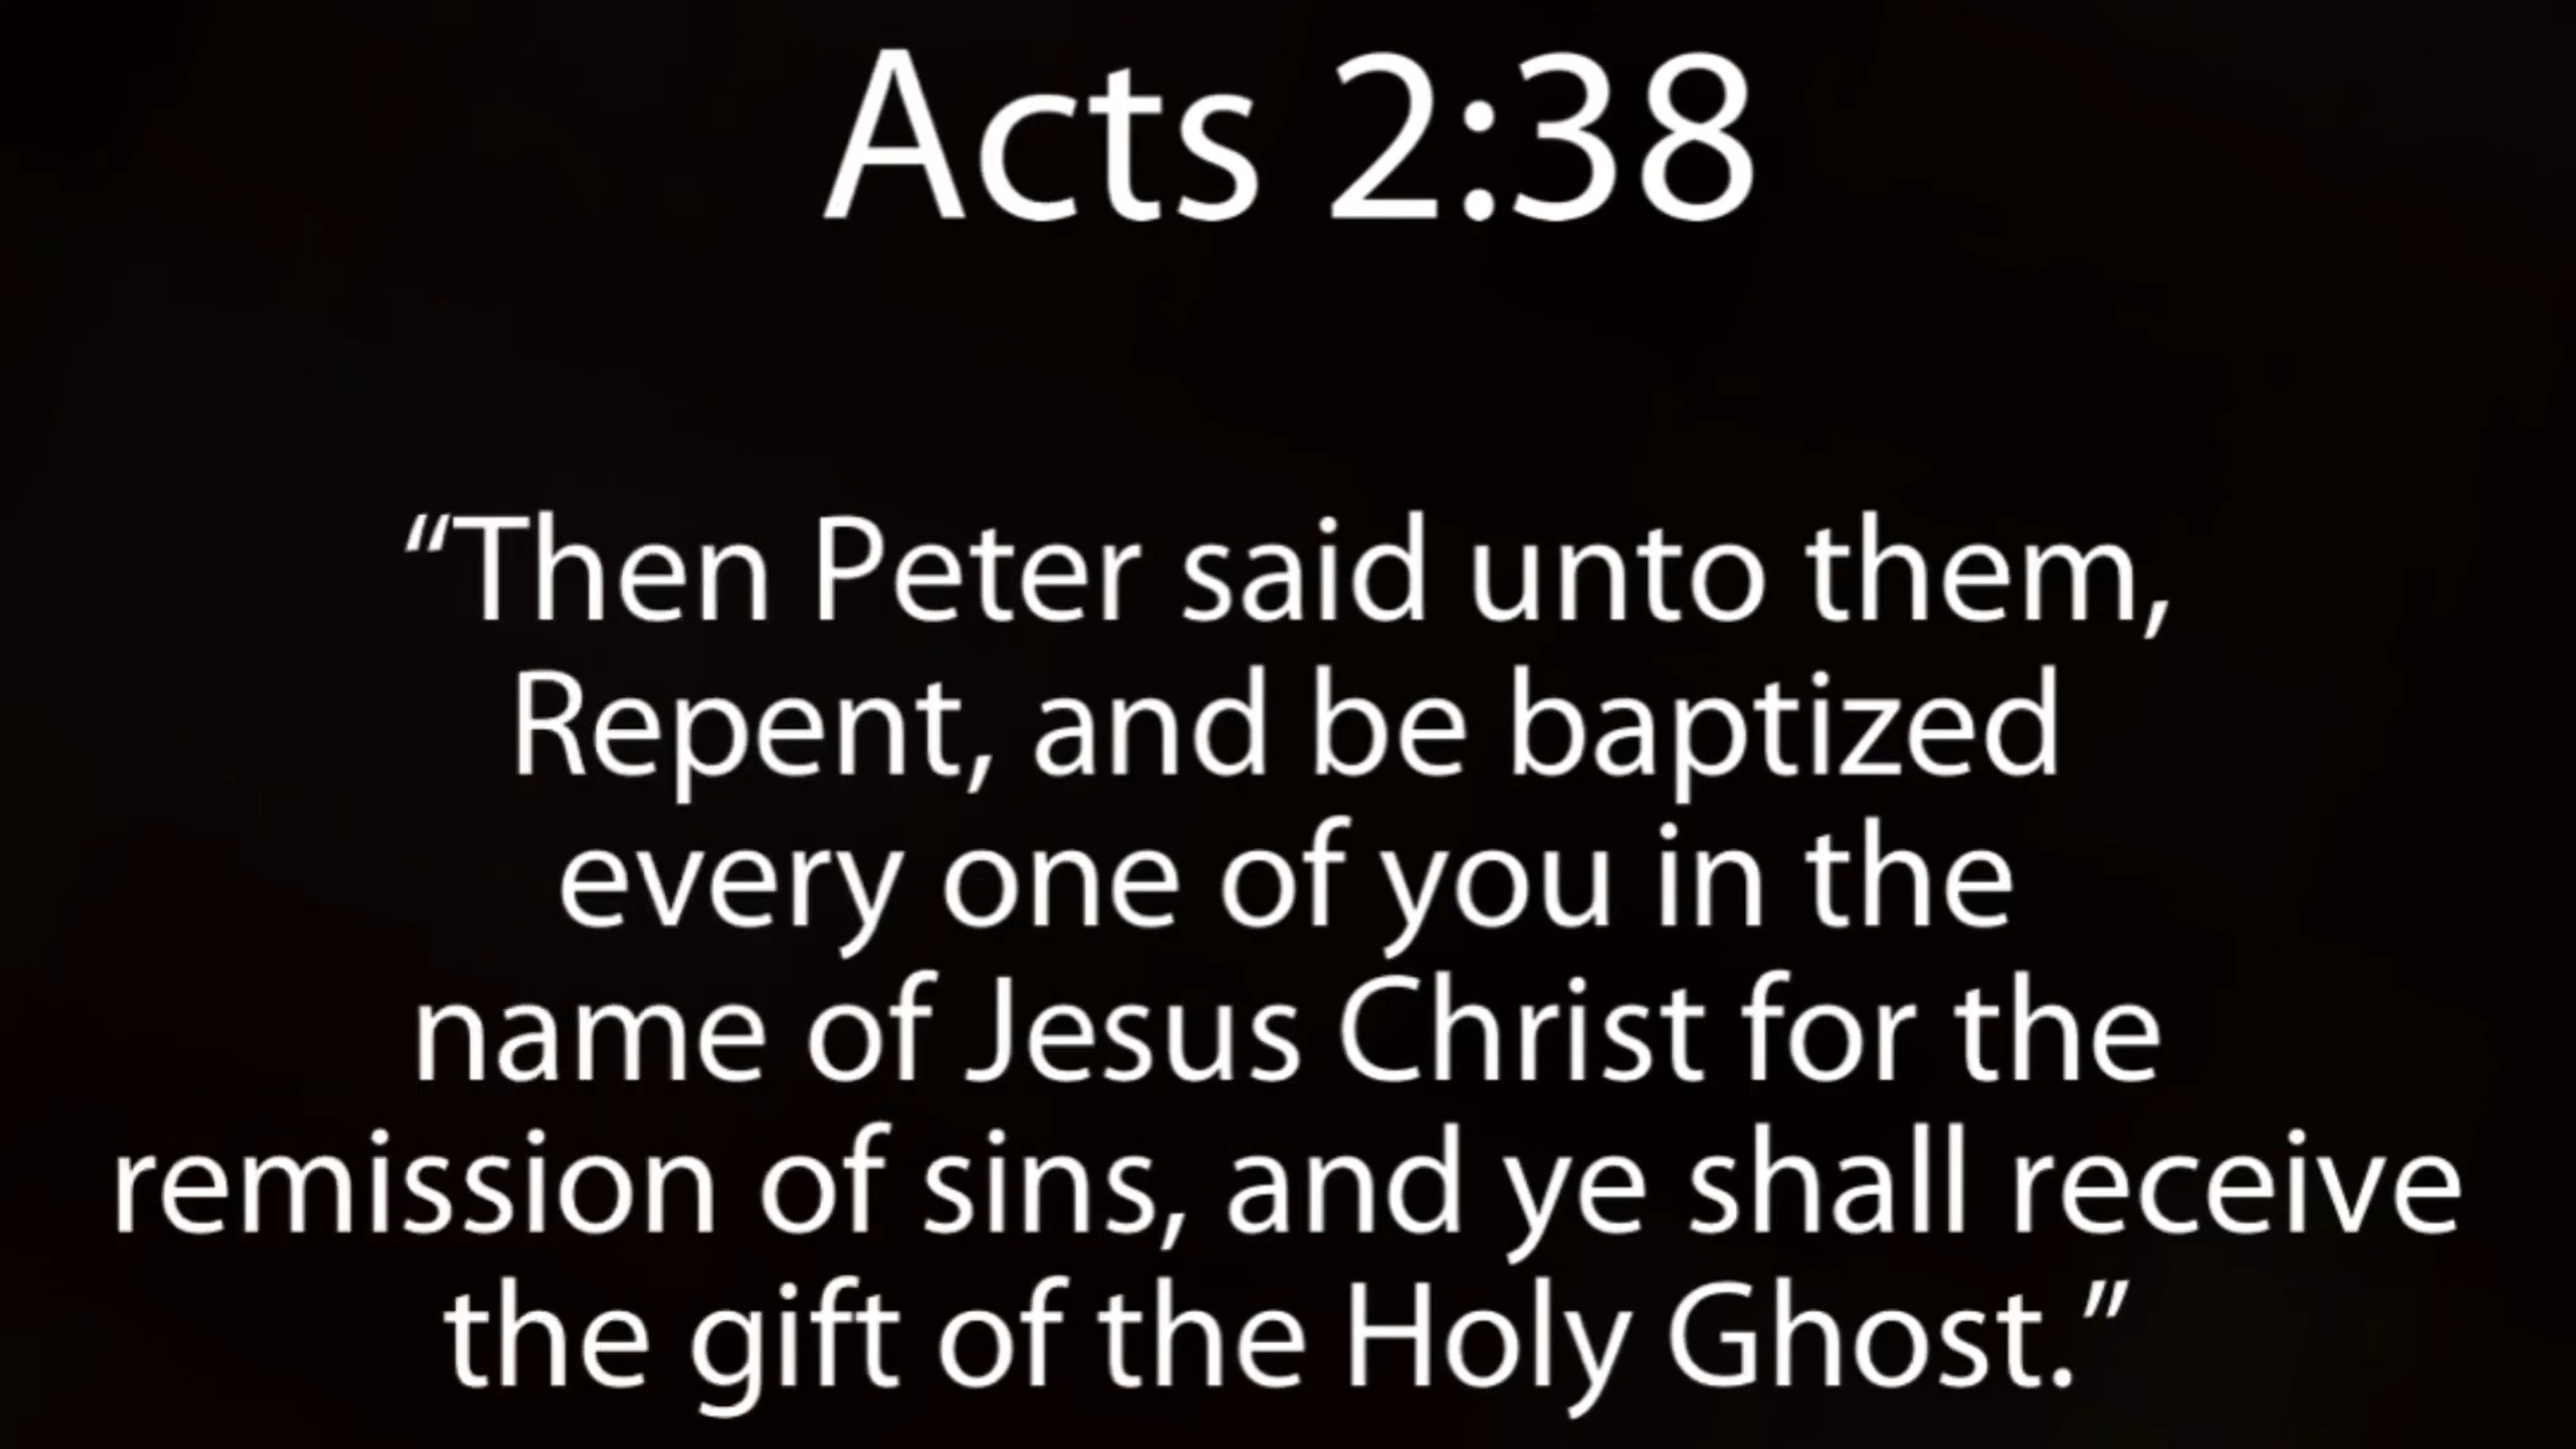 Acts 2:38
“Then Peter said unto them,
Repent, and be baptized
every one of you in the
name of Jesus Christ for the
remission of sins, and ye shall receive
the gift of the Holy Ghost.”